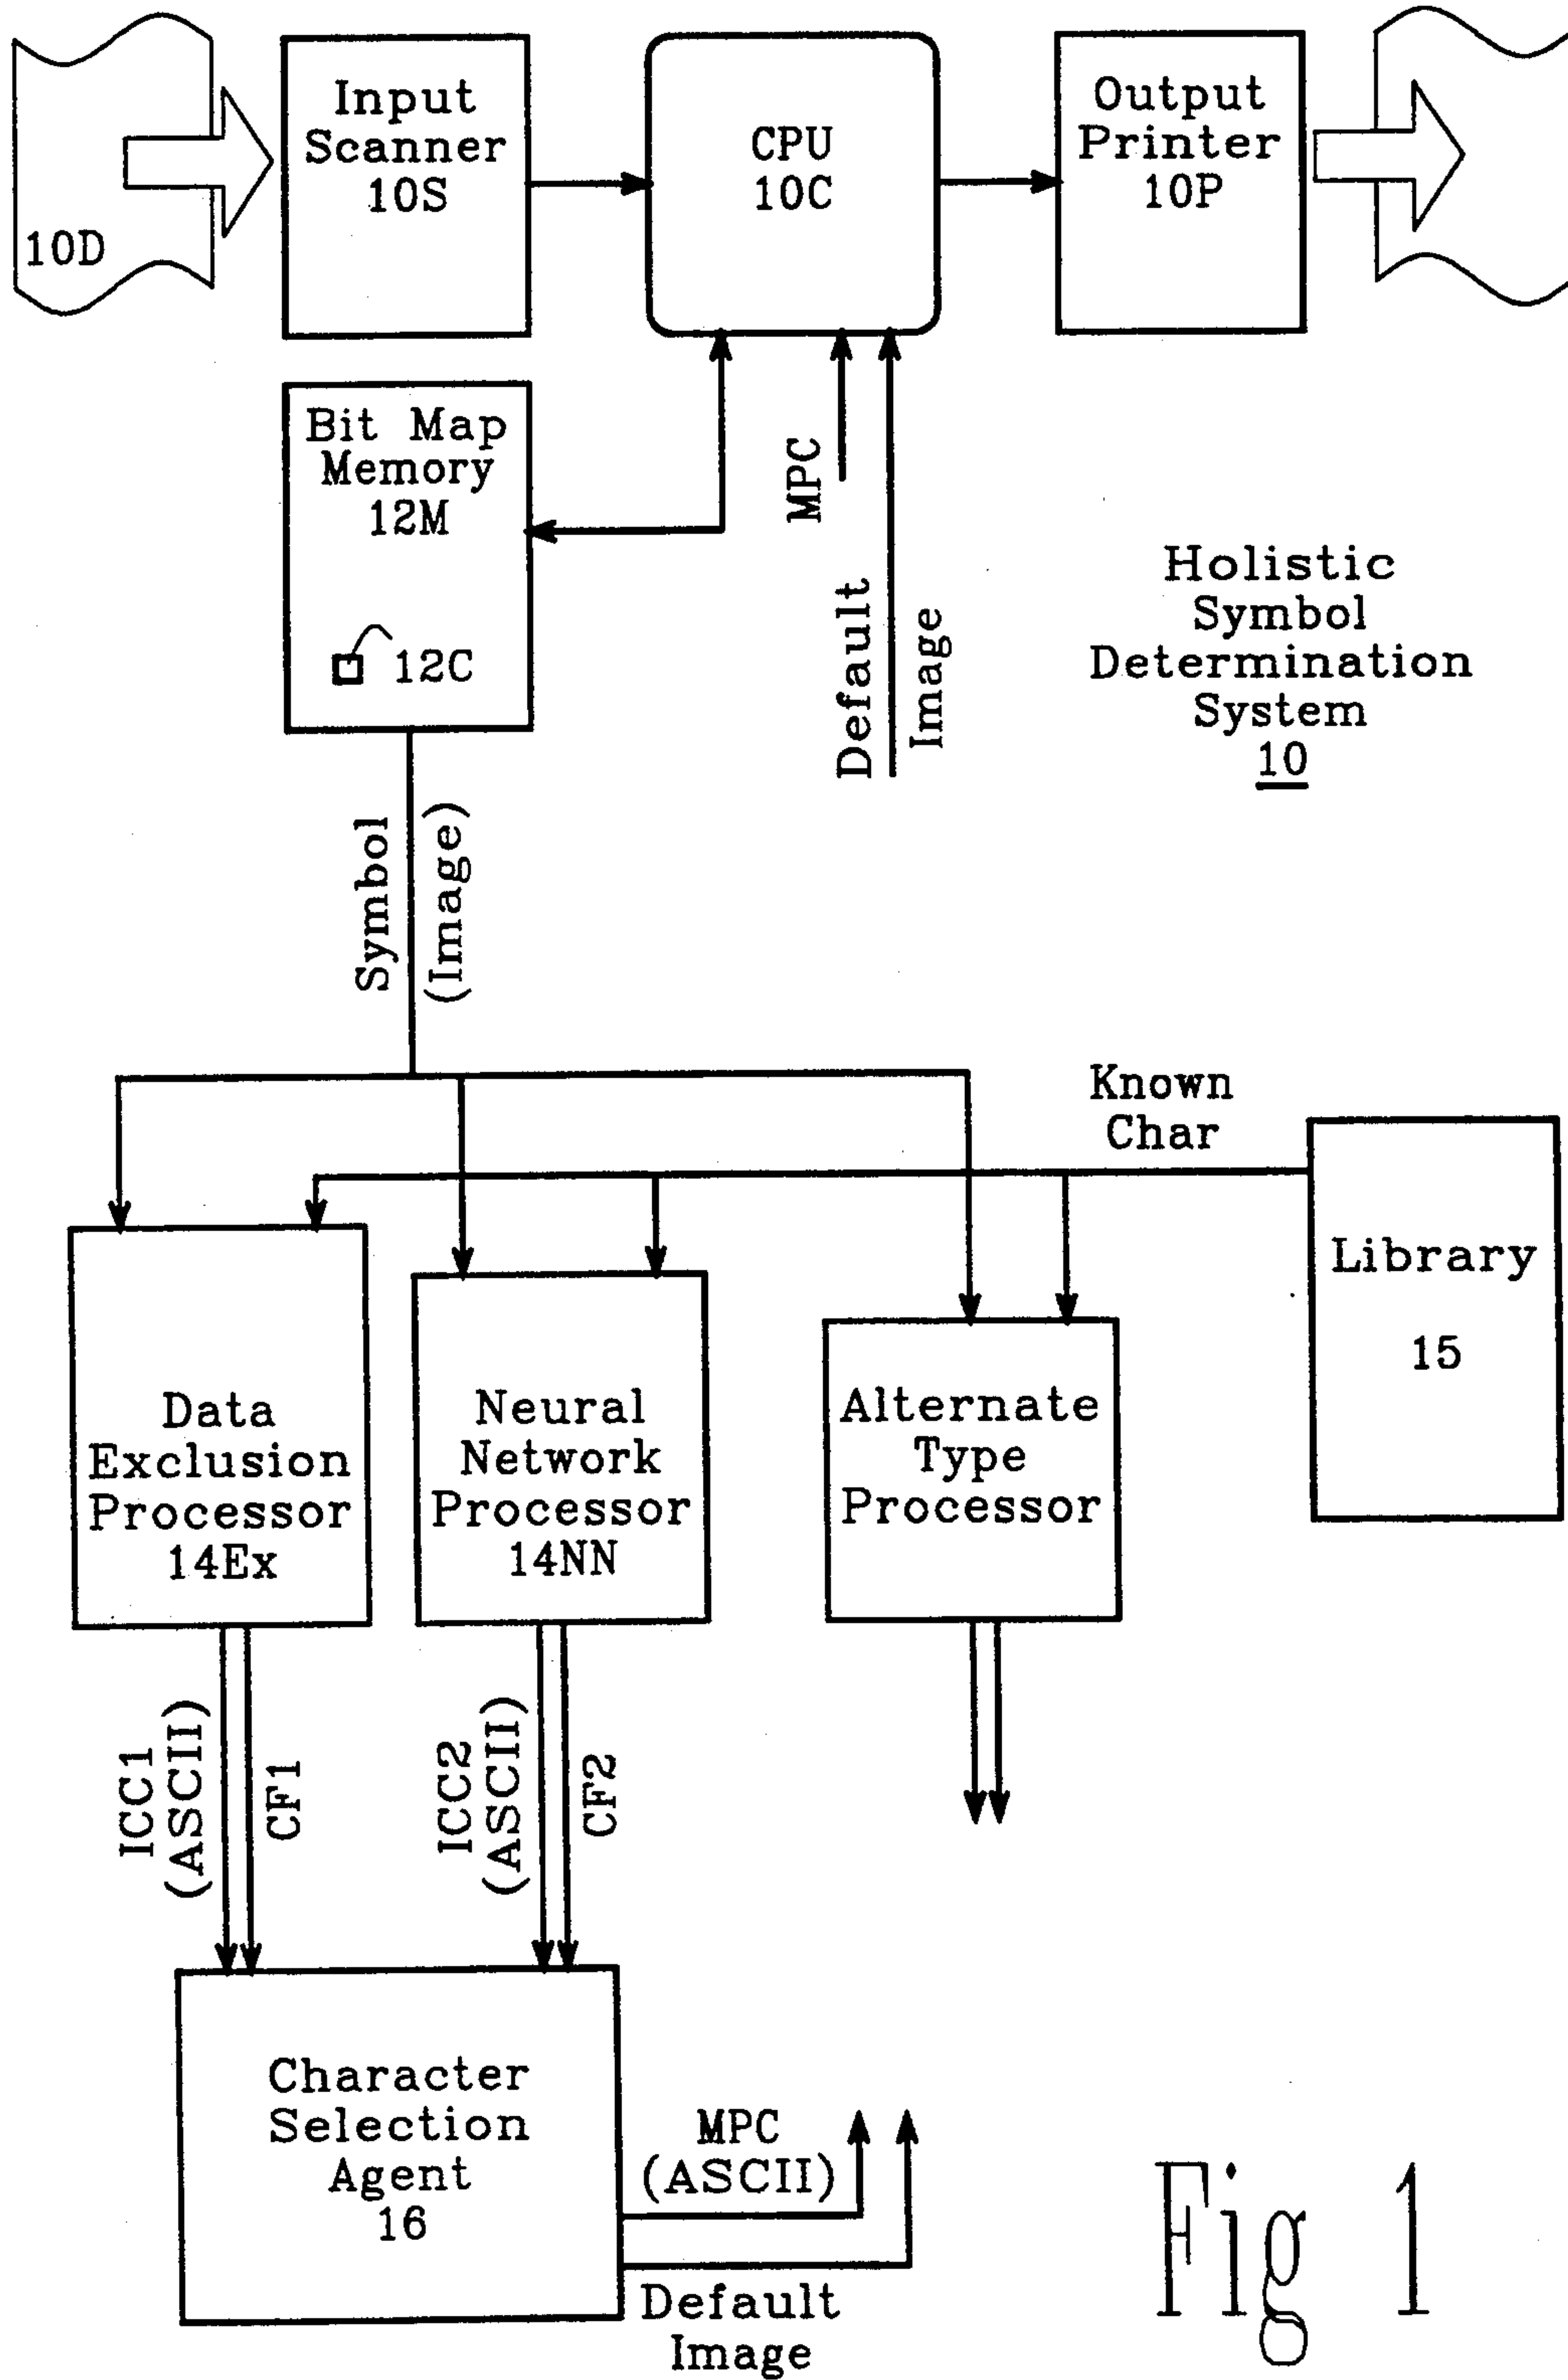 10D
Input
Scanner
10S
CPU
10C
Output
Printer
10P
Bit Map
Memory
12M
12C
MPC
Default
Image
Holistic
Symbol
Determination
System
10
Symbol
(Image)
Known
Char
Library
15
Data
Exclusion
Processor
14Ex
Neural
Network
Processor
14NN
Alternate
Type
Processor
ICC1
(ASCII)
CF1
ICC2
(ASCII)
CF2
Character
Selection
Agent
16
MPC
(ASCII)
Default
Image
Fig 1